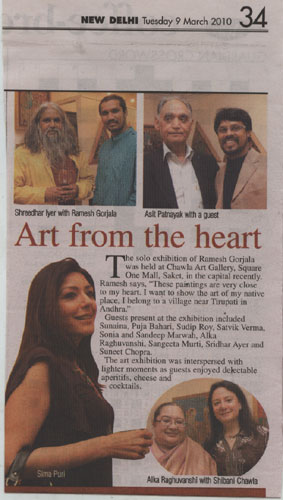 NEW DELHI Tuesday 9 March 2010 34
Shreedhar Iyer with Ramesh Gorjala
Asit Patnayak with a guest
Art from the heart
The solo exhibition of Ramesh Gorjala
was held at Chawla Art Gallery, Square
One Mall, Saket, in the capital recently.
Ramesh says, "These paintings are very close
to my heart. I want to show the art of my native
place, I belong to a village near Tirupati in
Andhra."
Guests present at the exhibition included
Sunaina, Puja Bahari, Sudip Roy, Satvik Verma,
Sonia and Sandeep Marwah, Alka
Raghuvanshi, Sangeeta Murti, Sridhar Ayer and
Suneet Chopra.
The art exhibition was interspersed with
lighter moments as guests enjoyed delectable
aperitifs, cheese and
cocktails.
Sima Puri
Alka Raghuvanshi with Shibani Chawla